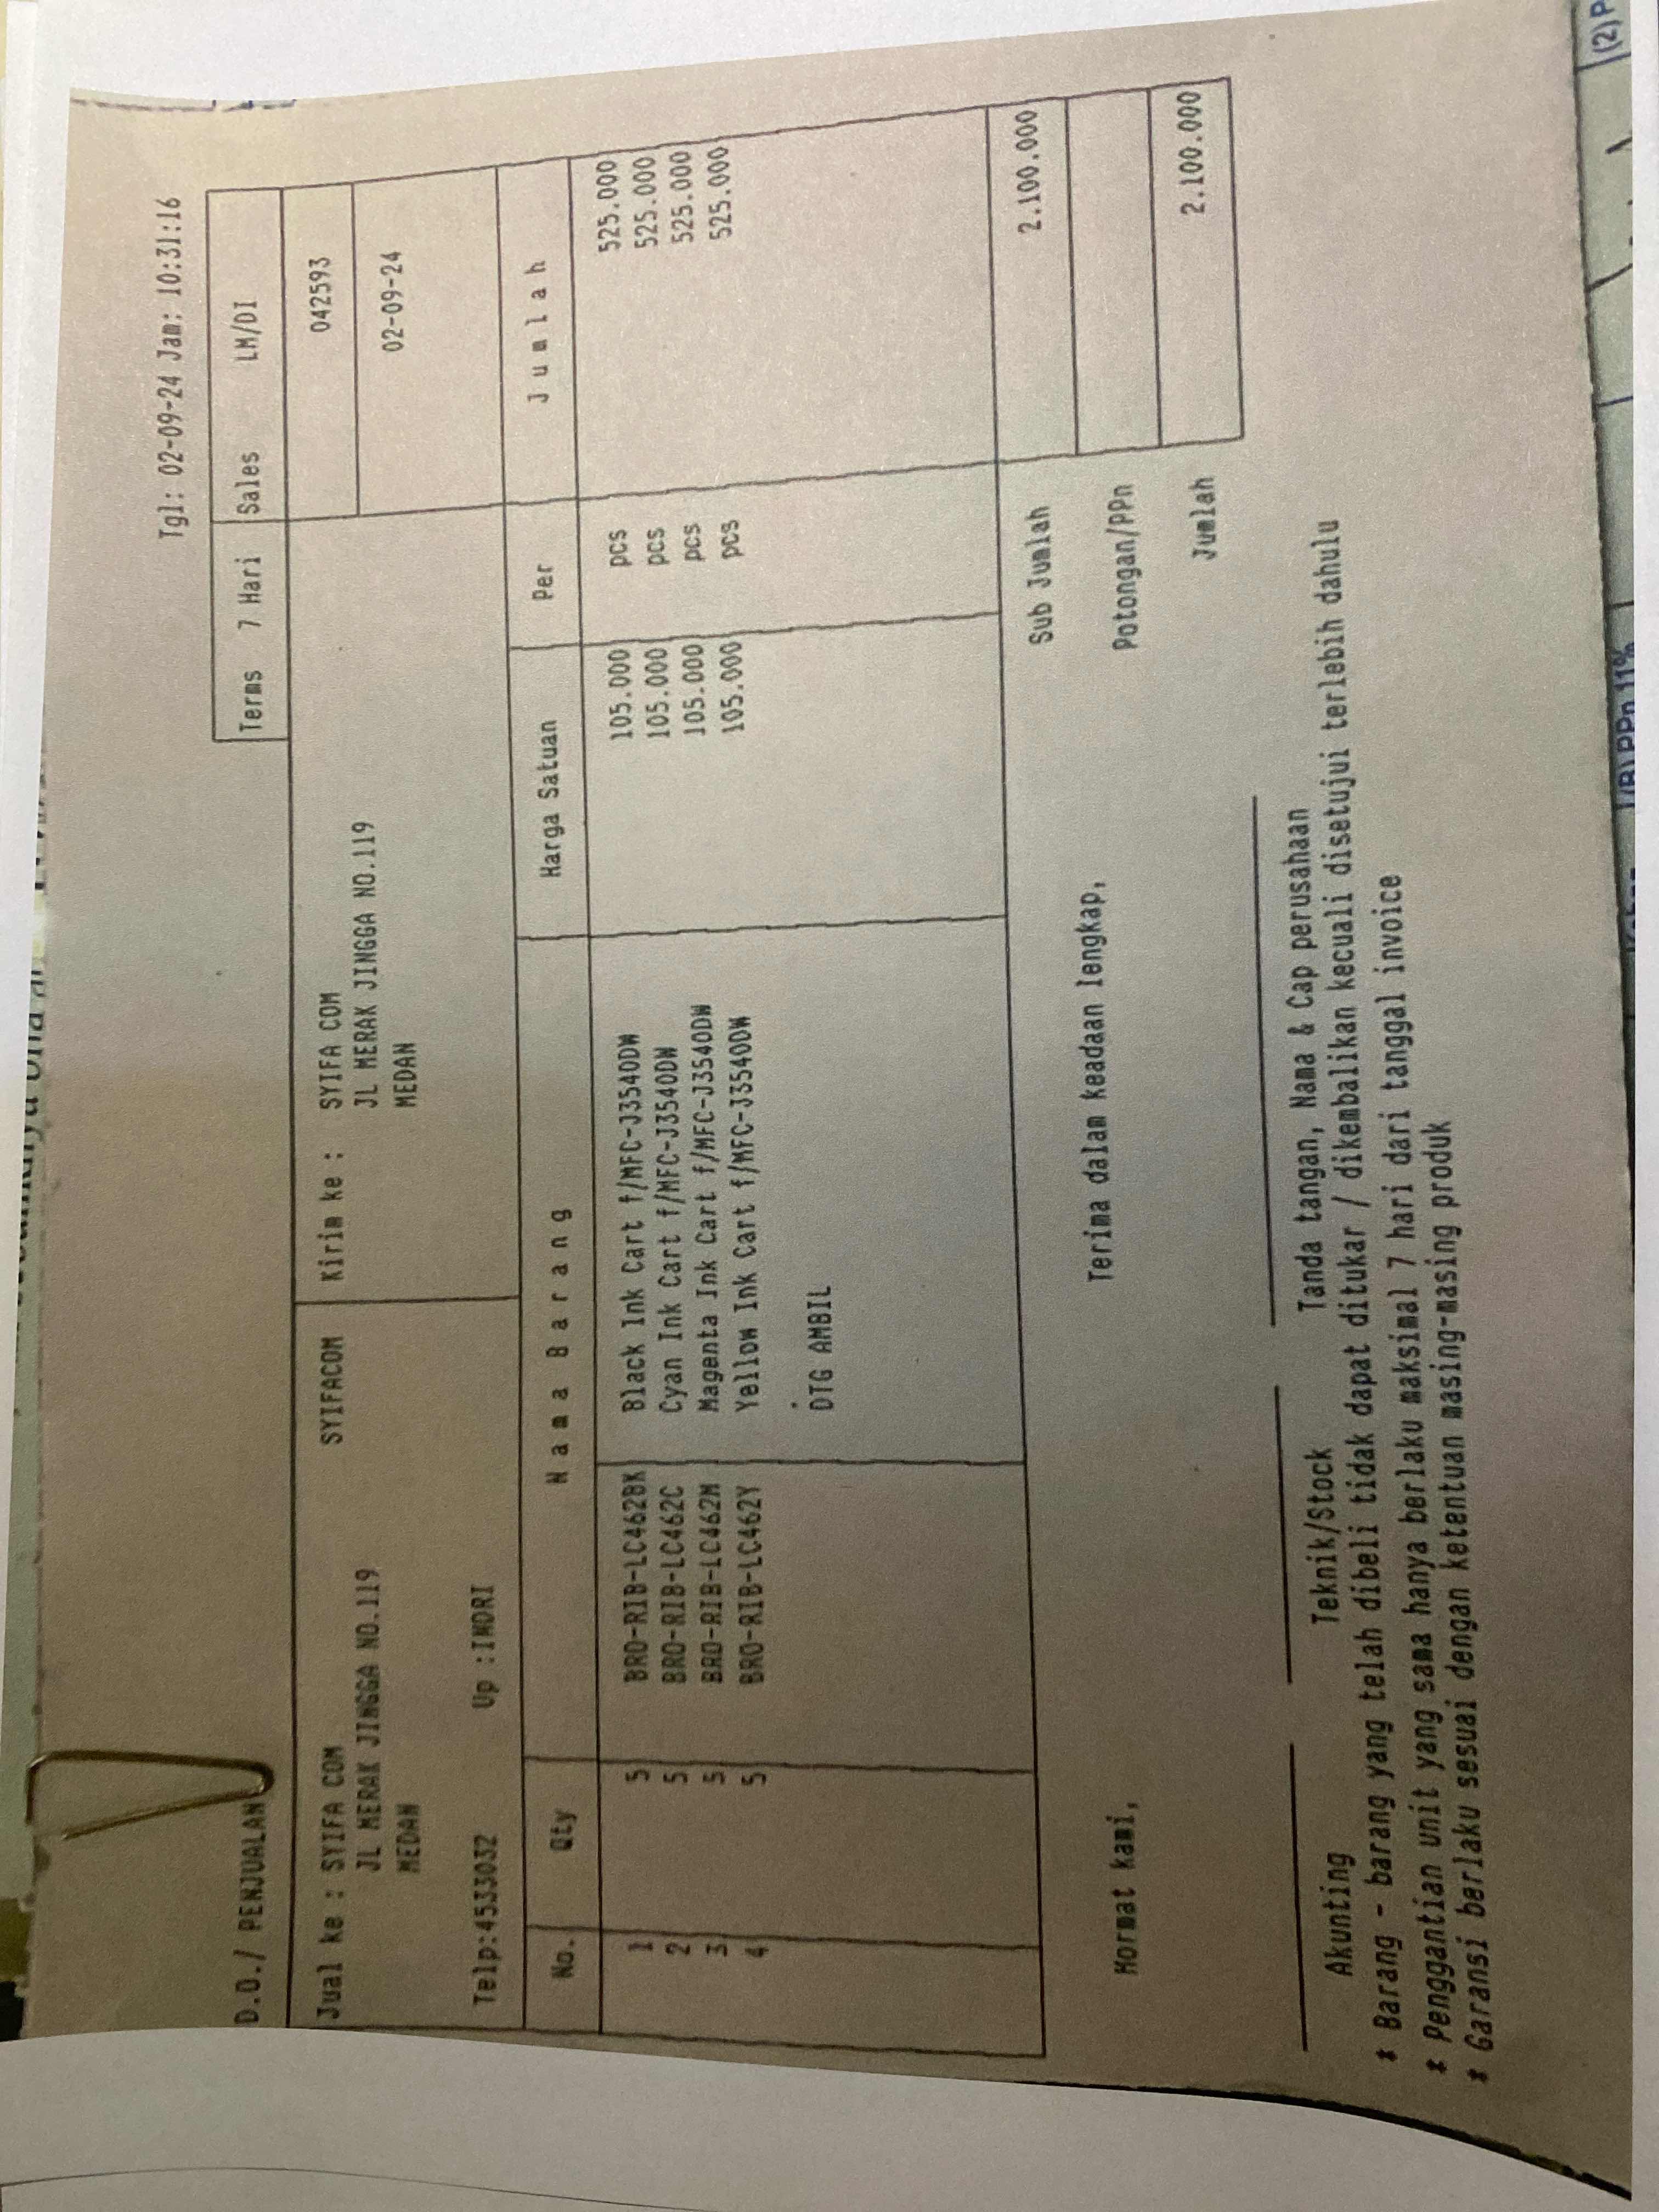 Tgl: 02-09-24 Jam: 10:31:16
D.O./ PENJUALAN
Terms 7 Hari Sales LM/DI
Jual ke : SYIFA COM SYIFACOM Kirim ke : SYIFA COM 042593
JL MERAK JINGGA NO.119 JL MERAK JINGGA NO.119
MEDAN MEDAN 02-09-24
Telp:4533032 Up :INDRI
No. Qty Nama Barang Harga Satuan Per Jumlah
1 5 BRO-RIB-LC462BK Black Ink Cart f/MFC-J3540DW 105.000 pcs 525.000
2 5 BRO-RIB-LC462C Cyan Ink Cart f/MFC-J3540DW 105.000 pcs 525.000
3 5 BRO-RIB-LC462M Magenta Ink Cart f/MFC-J3540DW 105.000 pcs 525.000
4 5 BRO-RIB-LC462Y Yellow Ink Cart f/MFC-J3540DW 105.000 pcs 525.000
DTG AMBIL
Sub Jumlah 2.100.000
Hormat kami, Terima dalam keadaan lengkap, Potongan/PPn
Jumlah 2.100.000
Akunting Teknik/Stock Tanda tangan, Nama & Cap perusahaan
* Barang - barang yang telah dibeli tidak dapat ditukar / dikembalikan kecuali disetujui terlebih dahulu
* Penggantian unit yang sama hanya berlaku maksimal 7 hari dari tanggal invoice
* Garansi berlaku sesuai dengan ketentuan masing-masing produk
PPn 11%
(2)P